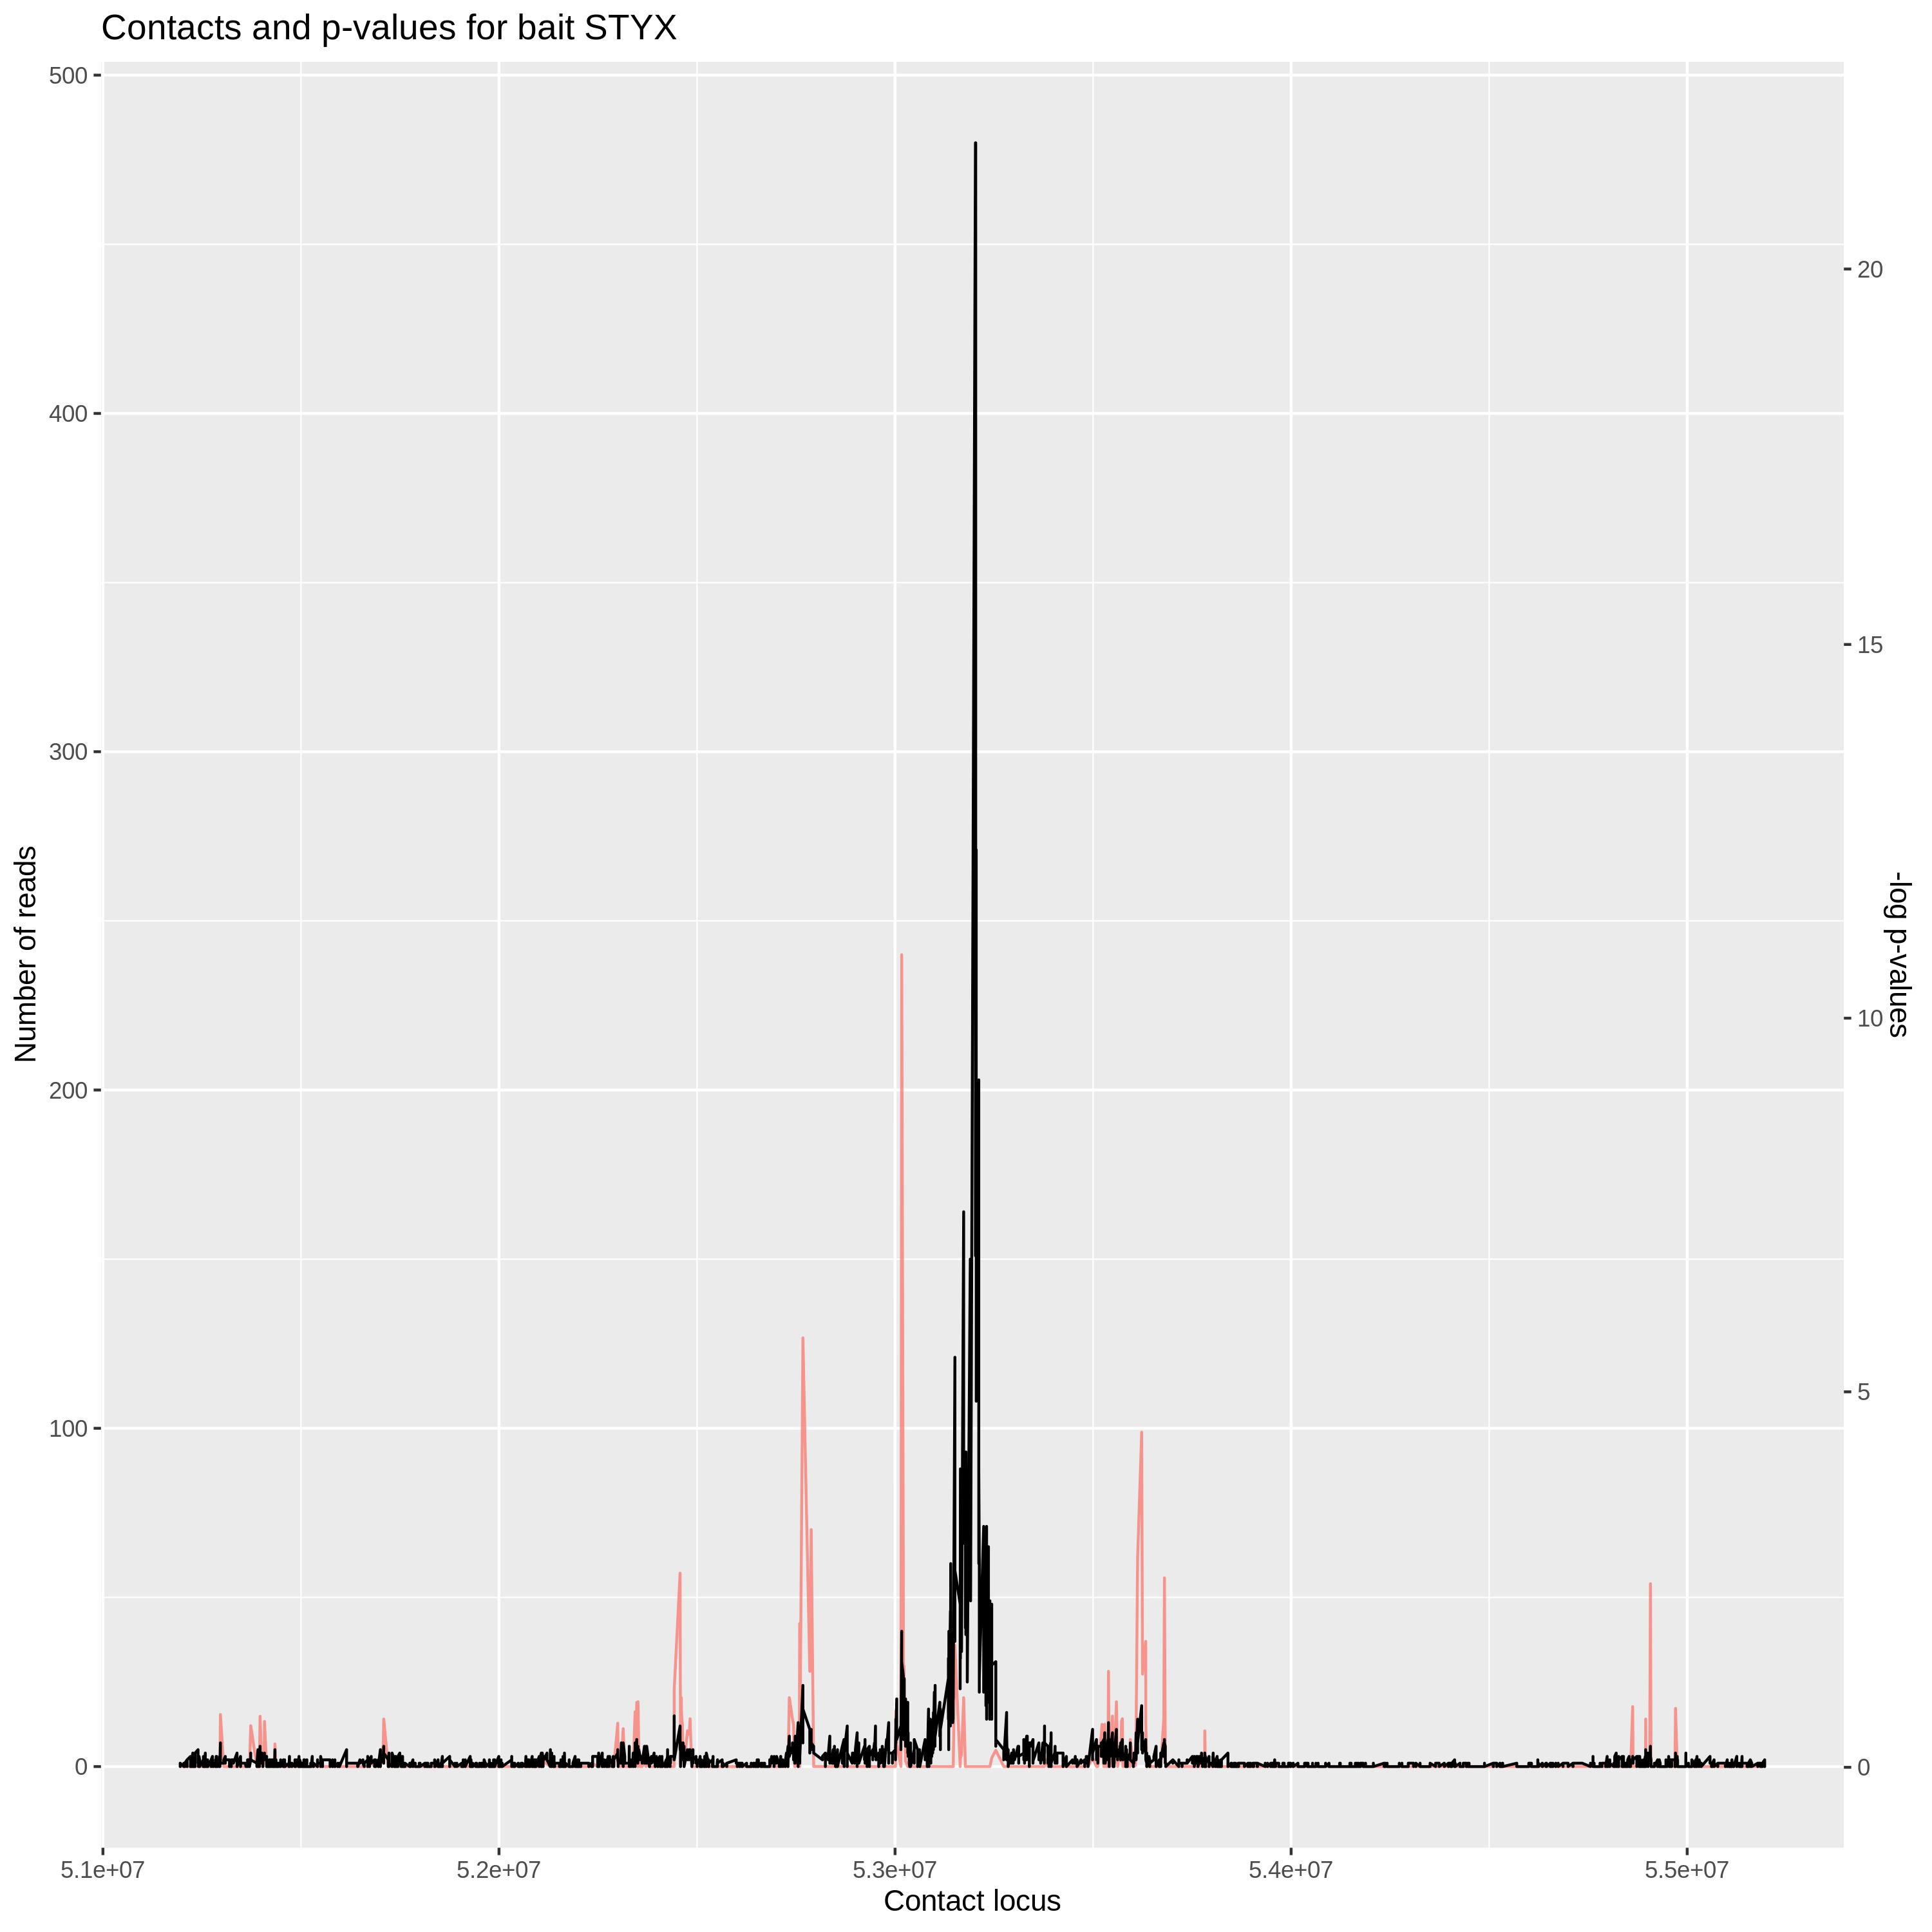 Contacts and p-values for bait STYX
500
400
300
200
100
0
Number of reads
20
15
10
5
0
-log p-values
5.1e+07
5.2e+07
5.3e+07
5.4e+07
5.5e+07
Contact locus